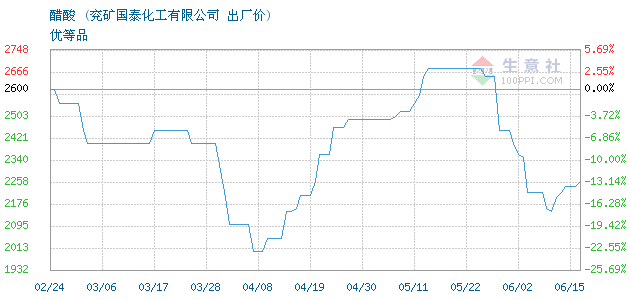 醋酸 (兖矿国泰化工有限公司 出厂价)
优等品
2748 5.69%
2666 2.55%
2600 0.00%
2503 -3.72%
2421 -6.86%
2340 -10.00%
2258 -13.14%
2176 -16.28%
2095 -19.42%
2013 -22.55%
1932 -25.69%
生意社
100PPI.COM
02/24 03/06 03/17 03/28 04/08 04/19 04/30 05/11 05/22 06/02 06/15